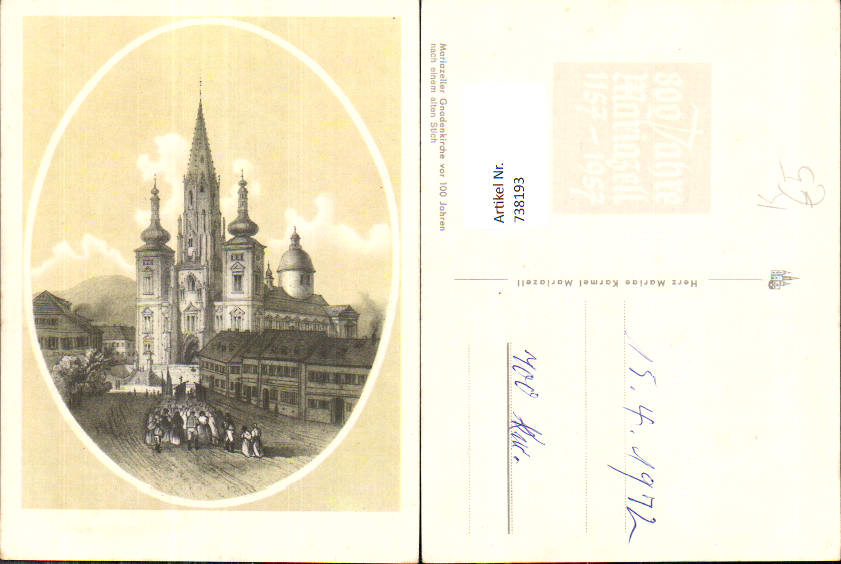 Mariazeller Gnadenkirche vor 100 Jahren
nach einem alten Stich
Artikel Nr.
738193
800 Jahre
Mariazell
1157 – 1957
Herz Mariae Karmel Mariazell
15. 4. 1972